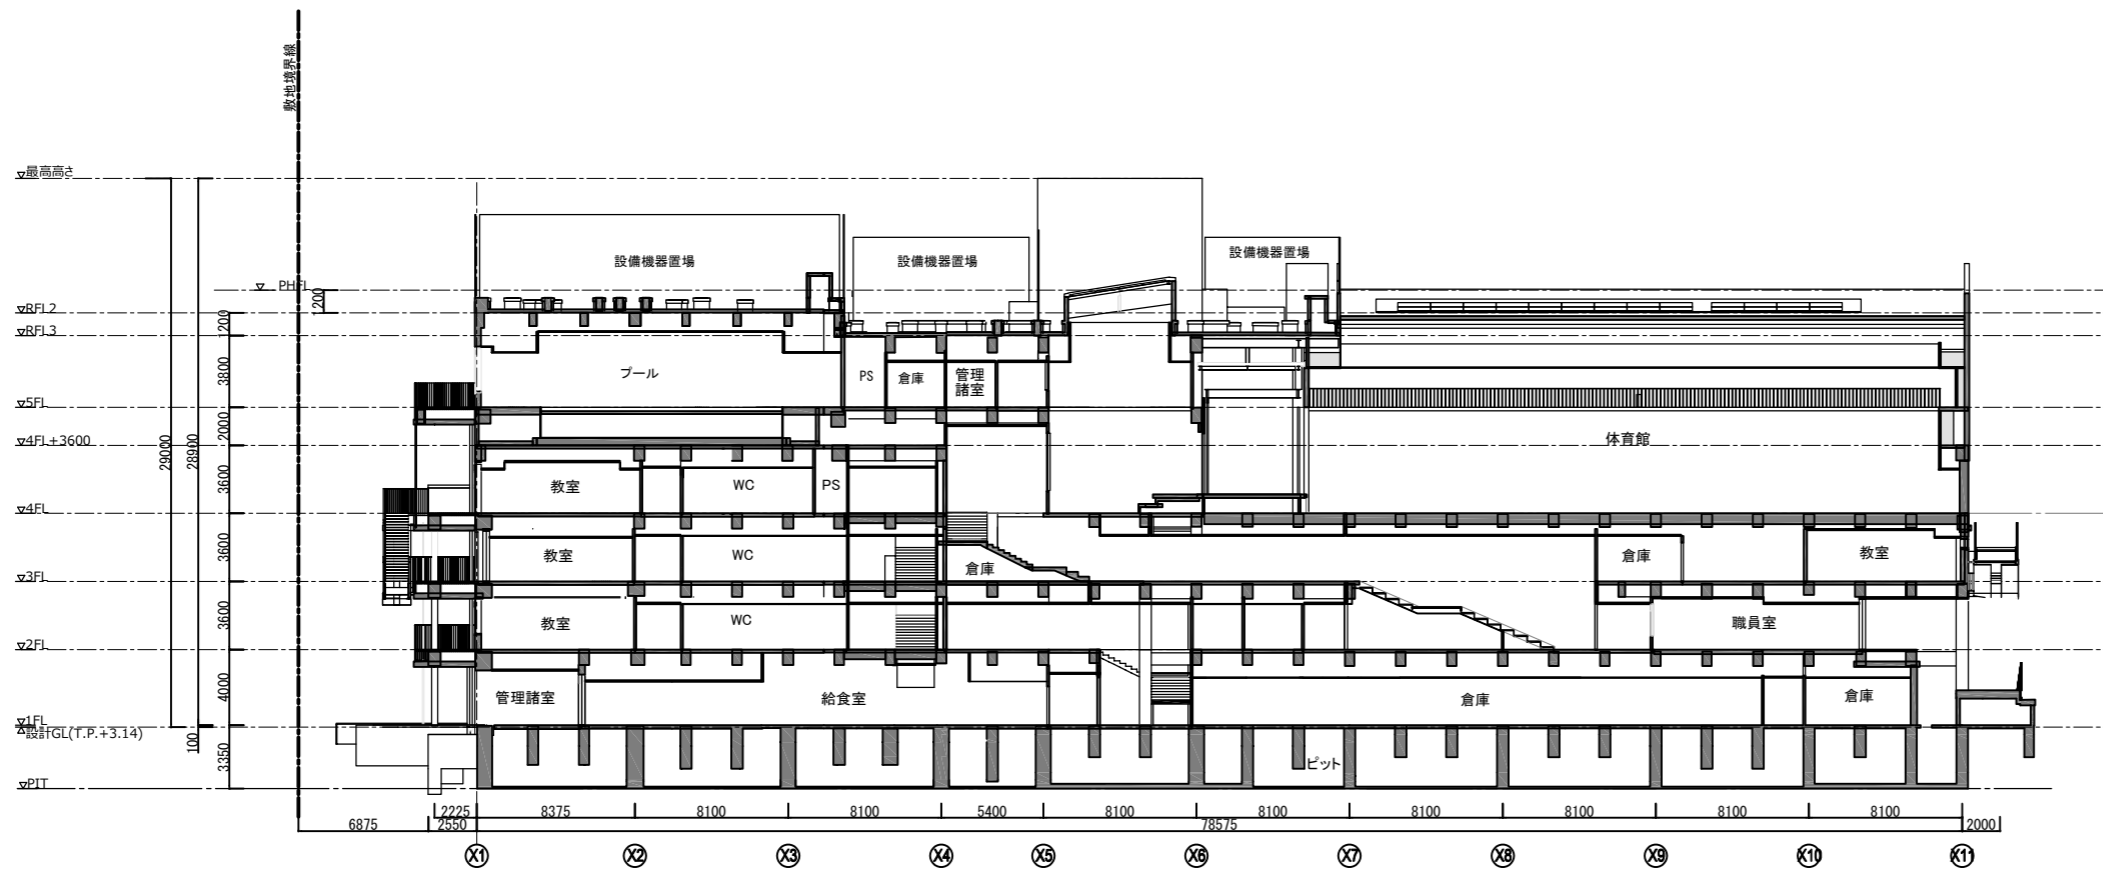 敷地境界線
▽最高高さ
設備機器置場
設備機器置場
設備機器置場
▽ PHFL
1200
▽RFL2
1200
▽RFL3
3800
プール
PS
倉庫
管理
諸室
▽5FL
2000
体育館
▽4FL+3600
29000
28900
3600
教室
WC
PS
▽4FL
3600
教室
WC
倉庫
倉庫
教室
▽3FL
3600
教室
WC
職員室
▽2FL
4000
管理諸室
給食室
倉庫
倉庫
▽1FL
▽設計GL(T.P.+3.14)
100
3350
ピット
▽PIT
2225
8375
8100
8100
5400
8100
8100
8100
8100
8100
8100
6875
2550
78575
2000
X1
X2
X3
X4
X5
X6
X7
X8
X9
X10
X11